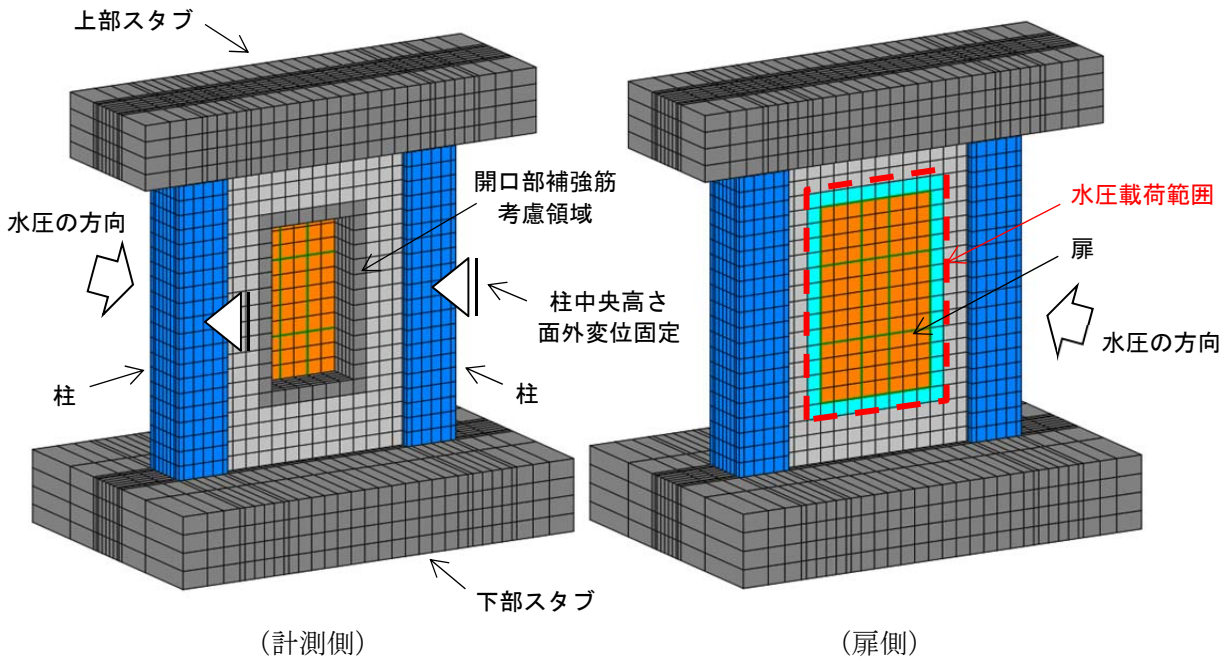 上部スタブ
開口部補強筋
考慮領域
水圧の方向
柱中央高さ
面外変位固定
柱
柱
下部スタブ
(計測側)
水圧載荷範囲
扉
水圧の方向
(扉側)